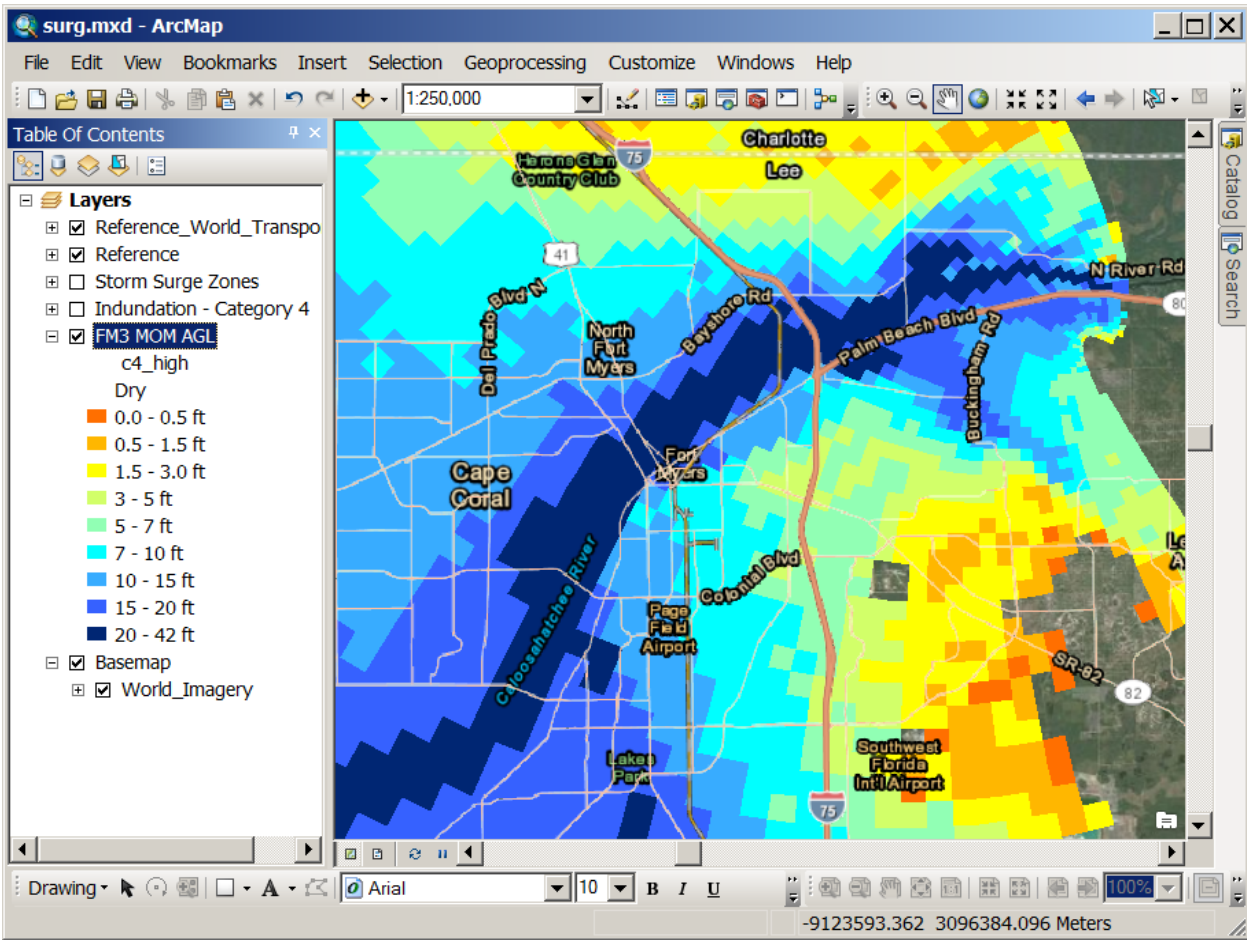 surg.mxd - ArcMap
File Edit View Bookmarks Insert Selection Geoprocessing Customize Windows Help
1:250,000
Table Of Contents
Layers
Reference_World_Transpo
Reference
Storm Surge Zones
Indundation - Category 4
FM3 MOM AGL
c4_high
Dry
0.0 - 0.5 ft
0.5 - 1.5 ft
1.5 - 3.0 ft
3 - 5 ft
5 - 7 ft
7 - 10 ft
10 - 15 ft
15 - 20 ft
20 - 42 ft
Basemap
World_Imagery
Charlotte
Lee
75
Herons Glen
Country Club
41
N River Rd
80
Del Prado Blvd N
Bayshore Rd
North
Fort
Myers
Palm Beach Blvd
Buckingham Rd
Cape
Coral
Fort
Myers
Caloosahatchee River
Colonial Blvd
Page
Field
Airport
Le
A
SR-82
82
Southwest
Florida
Int'l Airport
Lakes
Park
75
Catalog
Search
Drawing
A
Arial
10
B I U
1:1
100%
-9123593.362 3096384.096 Meters